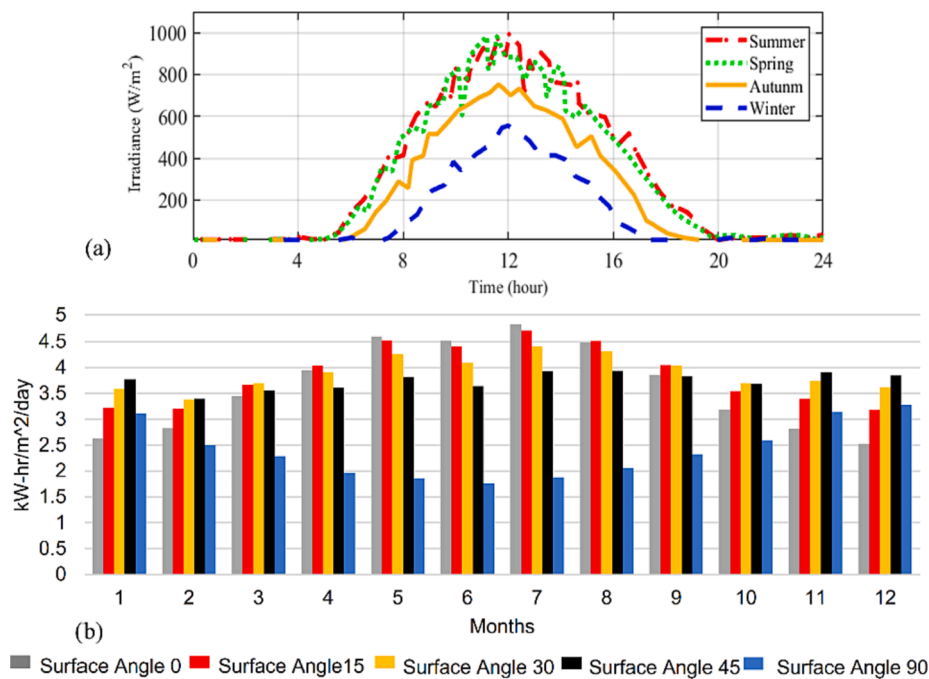 1000
800
600
400
200
Irradiance (W/m²)
Summer
Spring
Autunm
Winter
(a)
0 4 8 12 16 20 24
Time (hour)
5
4.5
4
3.5
3
2.5
2
1.5
1
0.5
0
kW-hr/m^2/day
1 2 3 4 5 6 7 8 9 10 11 12
Months
(b)
Surface Angle 0 Surface Angle15 Surface Angle 30 Surface Angle 45 Surface Angle 90